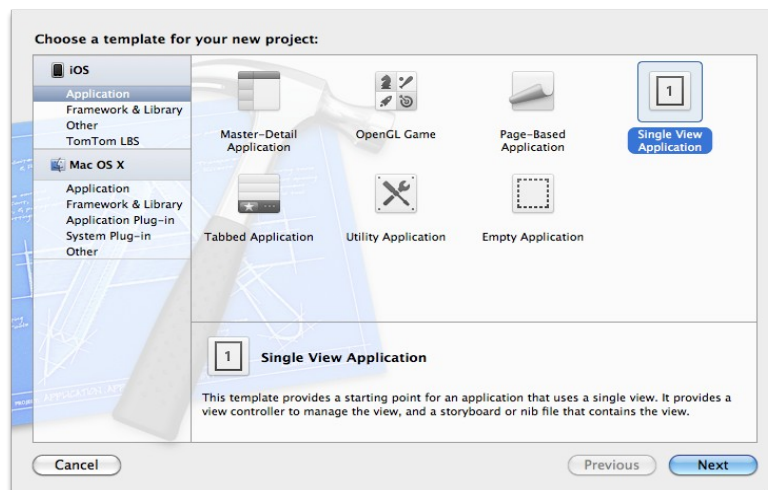 Choose a template for your new project:
iOS
Application
Framework & Library
Other
TomTom LBS
Mac OS X
Application
Framework & Library
Application Plug-in
System Plug-in
Other
Master-Detail
Application
OpenGL Game
Page-Based
Application
1
Single View
Application
Tabbed Application
Utility Application
Empty Application
1
Single View Application
This template provides a starting point for an application that uses a single view. It provides a
view controller to manage the view, and a storyboard or nib file that contains the view.
Cancel
Previous
Next